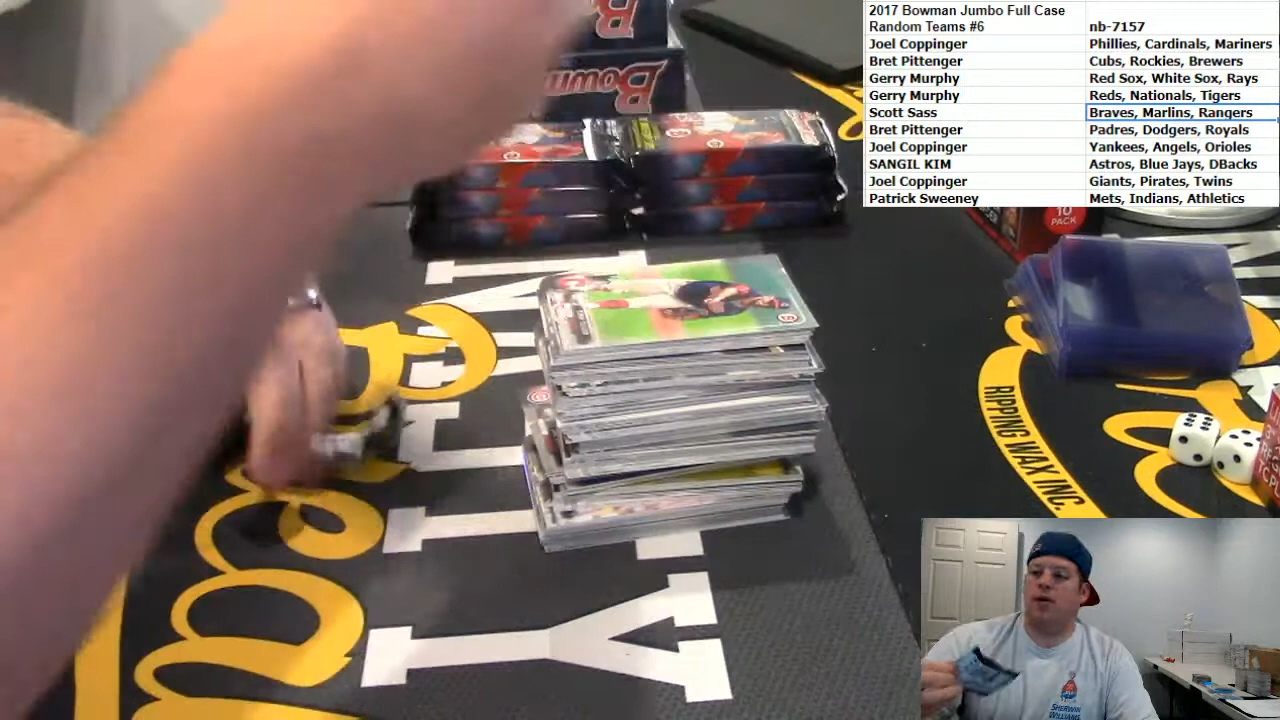 2017 Bowman Jumbo Full Case
Random Teams #6 nb-7157
Joel Coppinger Phillies, Cardinals, Mariners
Bret Pittenger Cubs, Rockies, Brewers
Gerry Murphy Red Sox, White Sox, Rays
Gerry Murphy Reds, Nationals, Tigers
Scott Sass Braves, Marlins, Rangers
Bret Pittenger Padres, Dodgers, Royals
Joel Coppinger Yankees, Angels, Orioles
SANGIL KIM Astros, Blue Jays, DBacks
Joel Coppinger Giants, Pirates, Twins
Patrick Sweeney Mets, Indians, Athletics
B
Bowm
10
PACK
RIPPING WAX INC.
Y
SHERWIN
WILLIAMS